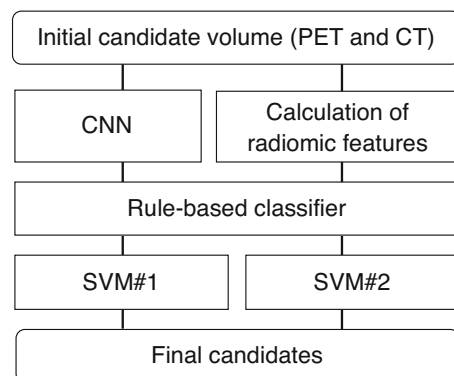 Initial candidate volume (PET and CT)
CNN
Calculation of
radiomic features
Rule-based classifier
SVM#1
SVM#2
Final candidates